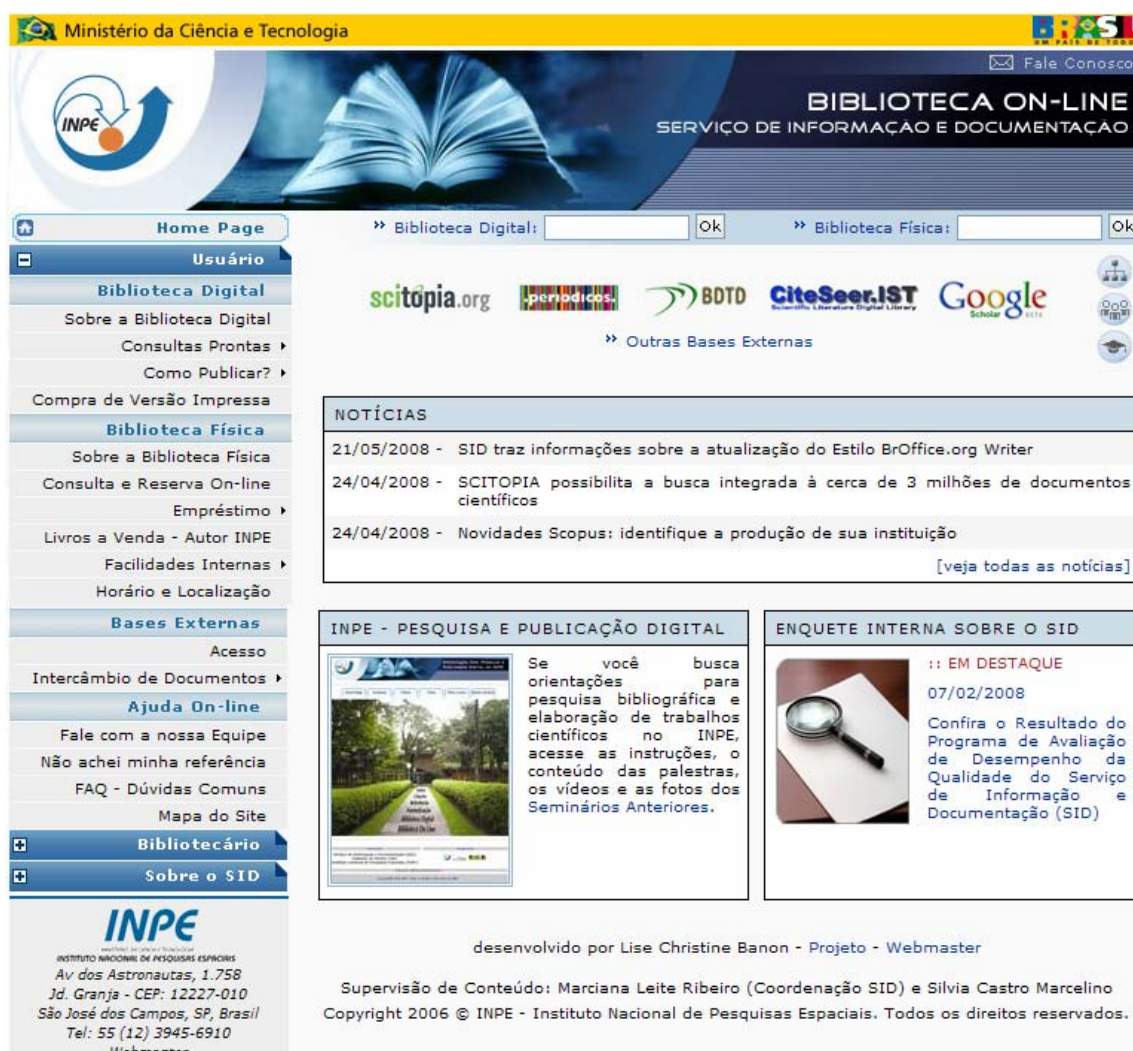 Ministério da Ciência e Tecnologia
BRASIL
UM PAÍS DE TODOS
Fale Conosco
INPE
BIBLIOTECA ON-LINE
SERVIÇO DE INFORMAÇÃO E DOCUMENTAÇÃO
Home Page
Biblioteca Digital:
Ok
Biblioteca Física:
Ok
Usuário
Biblioteca Digital
Sobre a Biblioteca Digital
Consultas Prontas
Como Publicar?
Compra de Versão Impressa
Biblioteca Física
Sobre a Biblioteca Física
Consulta e Reserva On-line
Empréstimo
Livros a Venda - Autor INPE
Facilidades Internas
Horário e Localização
Bases Externas
Acesso
Intercâmbio de Documentos
Ajuda On-line
Fale com a nossa Equipe
Não achei minha referência
FAQ - Dúvidas Comuns
Mapa do Site
Bibliotecário
Sobre o SID
INPE
INSTITUTO NACIONAL DE PESQUISAS ESPACIAIS
Av dos Astronautas, 1.758
Jd. Granja - CEP: 12227-010
São José dos Campos, SP, Brasil
Tel: 55 (12) 3945-6910
Webmaster
scitopia.org
.periodicos.
BDTD
CiteSeer.IST
Scientific Literature Digital Library
Google
Scholar BETA
Outras Bases Externas
NOTÍCIAS
21/05/2008 - SID traz informações sobre a atualização do Estilo BrOffice.org Writer
24/04/2008 - SCITOPIA possibilita a busca integrada à cerca de 3 milhões de documentos
científicos
24/04/2008 - Novidades Scopus: identifique a produção de sua instituição
[veja todas as notícias]
INPE - PESQUISA E PUBLICAÇÃO DIGITAL
Se você busca
orientações para
pesquisa bibliográfica e
elaboração de trabalhos
científicos no INPE,
acesse as instruções, o
conteúdo das palestras,
os vídeos e as fotos dos
Seminários Anteriores.
ENQUETE INTERNA SOBRE O SID
:: EM DESTAQUE
07/02/2008
Confira o Resultado do
Programa de Avaliação
de Desempenho da
Qualidade do Serviço
de Informação e
Documentação (SID)
desenvolvido por Lise Christine Banon - Projeto - Webmaster
Supervisão de Conteúdo: Marciana Leite Ribeiro (Coordenação SID) e Silvia Castro Marcelino
Copyright 2006 © INPE - Instituto Nacional de Pesquisas Espaciais. Todos os direitos reservados.